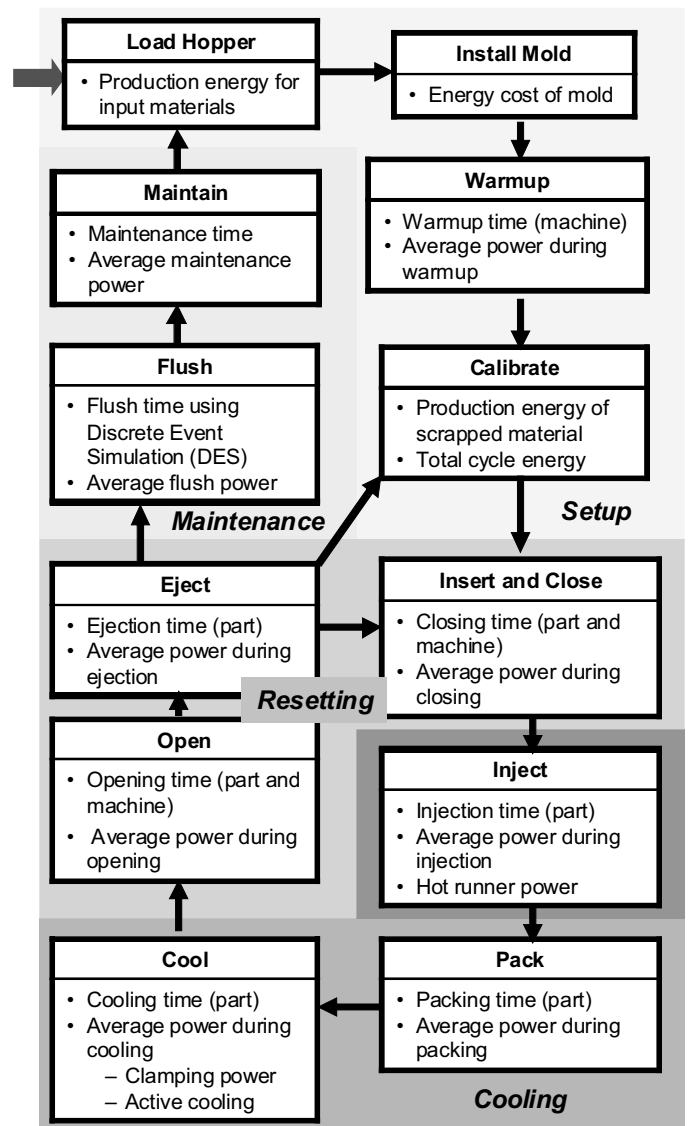 Load Hopper
• Production energy for
input materials
Install Mold
• Energy cost of mold
Maintain
• Maintenance time
• Average maintenance
power
Warmup
• Warmup time (machine)
• Average power during
warmup
Flush
• Flush time using
Discrete Event
Simulation (DES)
• Average flush power
Calibrate
• Production energy of
scrapped material
• Total cycle energy
Maintenance
Setup
Eject
• Ejection time (part)
• Average power during
ejection
Insert and Close
• Closing time (part and
machine)
• Average power during
closing
Resetting
Open
• Opening time (part and
machine)
• Average power during
opening
Inject
• Injection time (part)
• Average power during
injection
• Hot runner power
Cool
• Cooling time (part)
• Average power during
cooling
– Clamping power
– Active cooling
Pack
• Packing time (part)
• Average power during
packing
Cooling